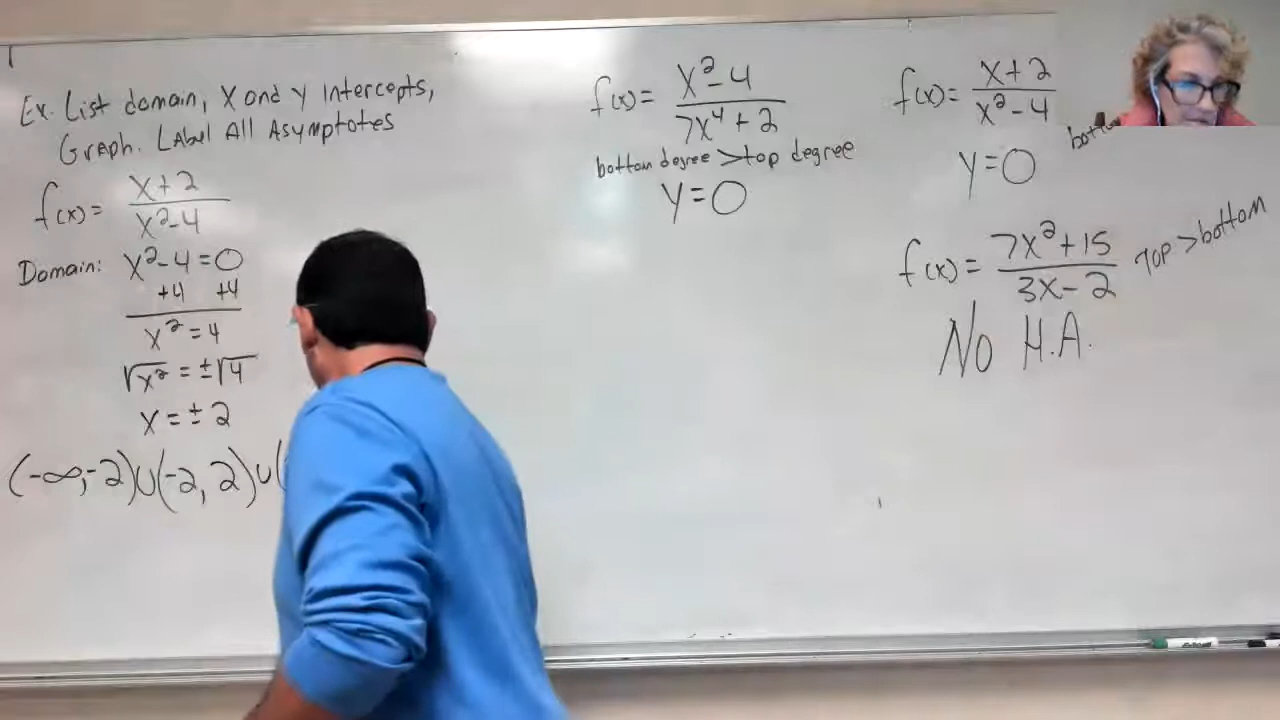 Ex. List domain, X and Y Intercepts,
Graph. Label All Asymptotes
f(x) = X+2 / X²-4
Domain: X²-4=0
+4 +4
X²=4
√X² = ±√4
X = ±2
(-∞,-2)∪(-2,2)∪(
f(x) = X²-4 / 7X⁴+2
bottom degree > top degree
Y=0
f(x) = X+2 / X²-4
Y=0
f(x) = 7X²+15 / 3X-2
Top > bottom
No H.A.